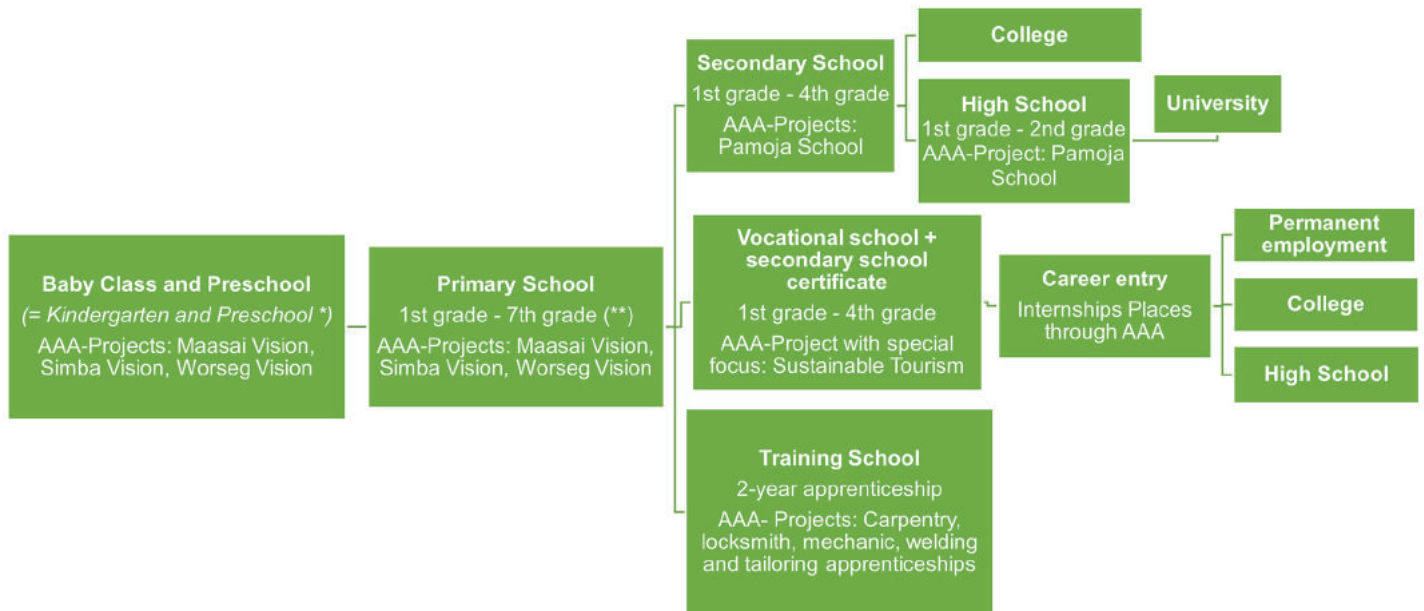 Baby Class and Preschool
(= Kindergarten and Preschool *)
AAA-Projects: Maasai Vision,
Simba Vision, Worseg Vision
Primary School
1st grade - 7th grade (**)
AAA-Projects: Maasai Vision,
Simba Vision, Worseg Vision
Secondary School
1st grade - 4th grade
AAA-Projects:
Pamoja School
College
High School
1st grade - 2nd grade
AAA-Project: Pamoja
School
University
Vocational school +
secondary school
certificate
1st grade - 4th grade
AAA-Project with special
focus: Sustainable Tourism
Career entry
Internships Places
through AAA
Permanent
employment
College
High School
Training School
2-year apprenticeship
AAA- Projects: Carpentry,
locksmith, mechanic, welding
and tailoring apprenticeships